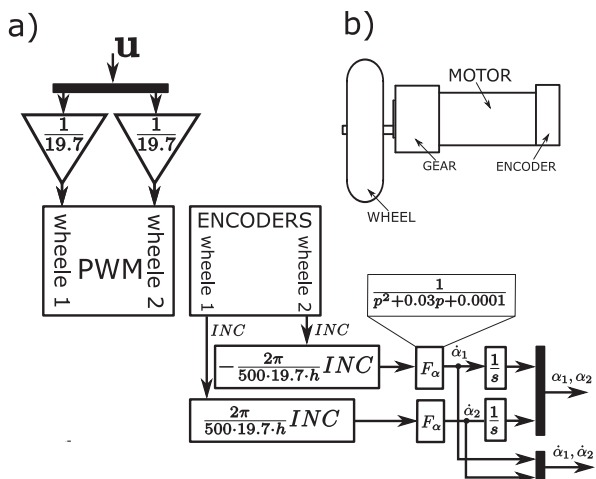 a)
b)
u
1/19.7
1/19.7
MOTOR
GEAR
ENCODER
WHEEL
wheele 1
PWM
wheele 2
ENCODERS
wheele 1
wheele 2
INC
INC
1/(p²+0.03p+0.0001)
−2π/(500·19.7·h) INC
F_α
α̇₁
1/s
α₁, α₂
2π/(500·19.7·h) INC
F_α
α̇₂
1/s
α̇₁, α̇₂